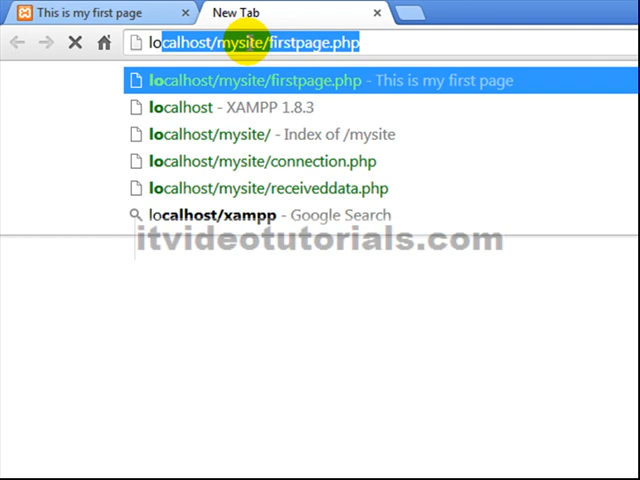 This is my first page
New Tab
localhost/mysite/firstpage.php
localhost/mysite/firstpage.php - This is my first page
localhost - XAMPP 1.8.3
localhost/mysite/ - Index of /mysite
localhost/mysite/connection.php
localhost/mysite/receiveddata.php
localhost/xampp - Google Search
itvideotutorials.com